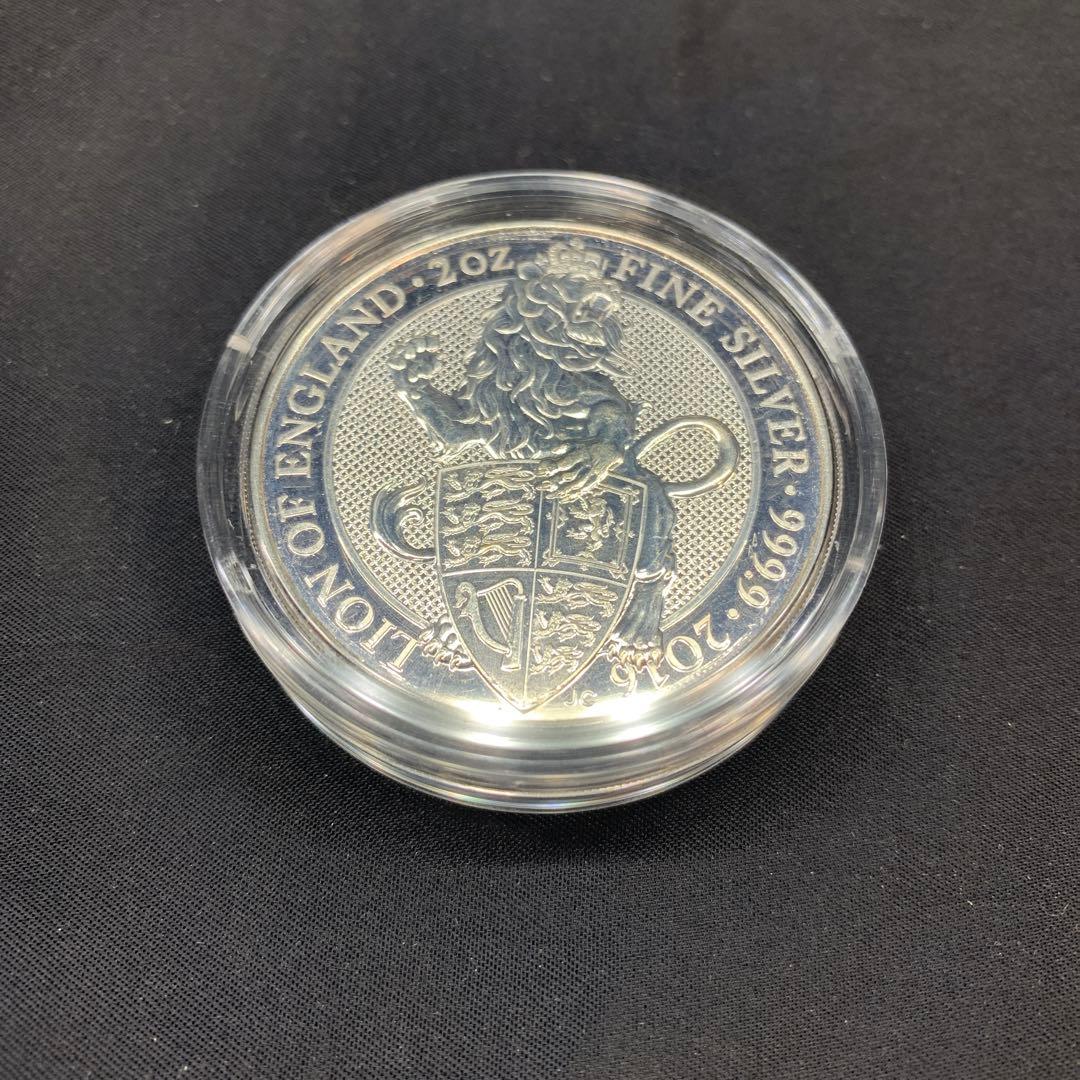 LION OF ENGLAND · 2OZ FINE SILVER · 999.9 · 2016
JC